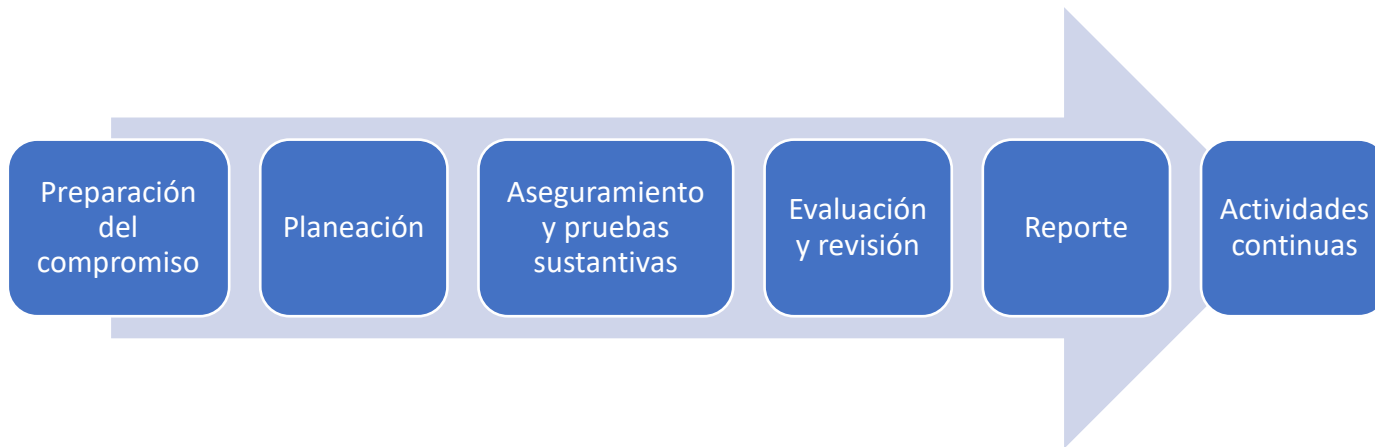 Preparación
del
compromiso
Planeación
Aseguramiento
y pruebas
sustantivas
Evaluación
y revisión
Reporte
Actividades
continuas